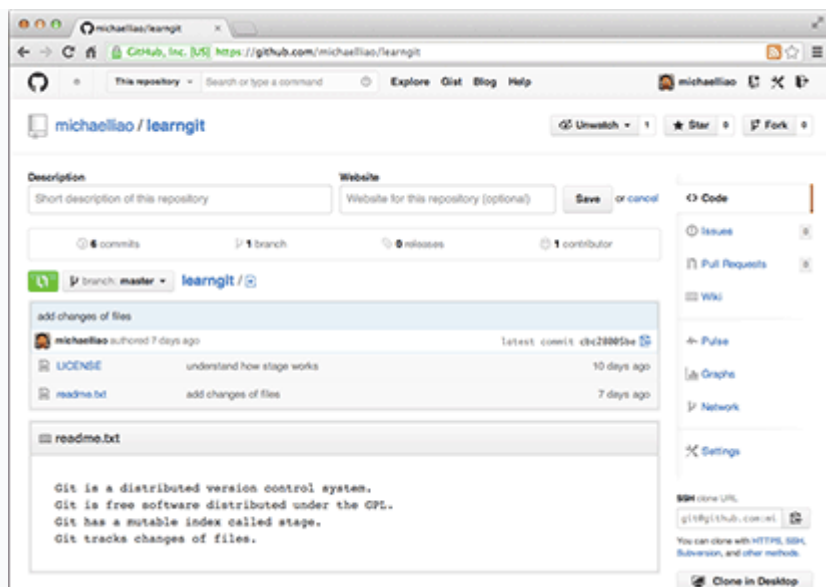 michaelliao/learngit
GitHub, Inc. [US] https://github.com/michaelliao/learngit
This repository Search or type a command Explore Gist Blog Help michaelliao
michaelliao / learngit Unwatch 1 Star 0 Fork 0
Description Website
Short description of this repository Website for this repository (optional) Save or cancel
6 commits 1 branch 0 releases 1 contributor
branch: master learngit /
add changes of files
michaelliao authored 7 days ago latest commit
LICENSE understand how stage works 10 days ago
readme.txt add changes of files 7 days ago
readme.txt
Git is a distributed version control system.
Git is free software distributed under the GPL.
Git has a mutable index called stage.
Git tracks changes of files.
Code
Issues 0
Pull Requests 0
Wiki
Pulse
Graphs
Network
Settings
SSH clone URL
git@github.com:mi
You can clone with HTTPS, SSH,
Subversion, and other methods.
Clone in Desktop